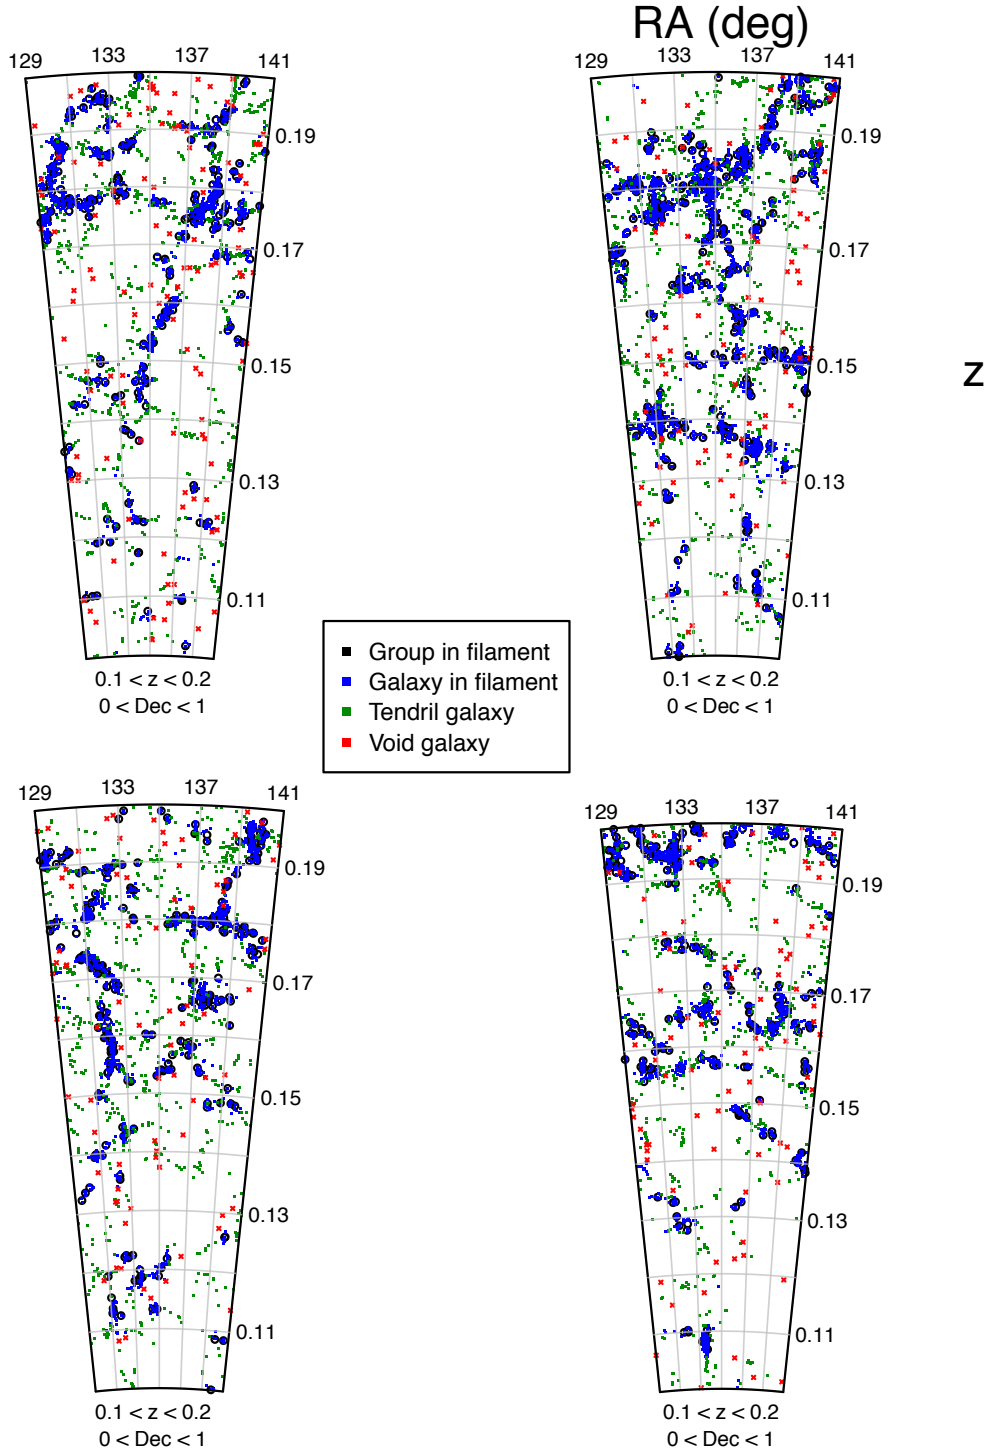 RA (deg)
129 133 137 141
129 133 137 141
0.19
0.17
0.15
0.13
0.11
0.19
0.17
0.15
0.13
0.11
z
0.1 < z < 0.2
0 < Dec < 1
0.1 < z < 0.2
0 < Dec < 1
Group in filament
Galaxy in filament
Tendril galaxy
Void galaxy
129 133 137 141
129 133 137 141
0.19
0.17
0.15
0.13
0.11
0.19
0.17
0.15
0.13
0.11
0.1 < z < 0.2
0 < Dec < 1
0.1 < z < 0.2
0 < Dec < 1